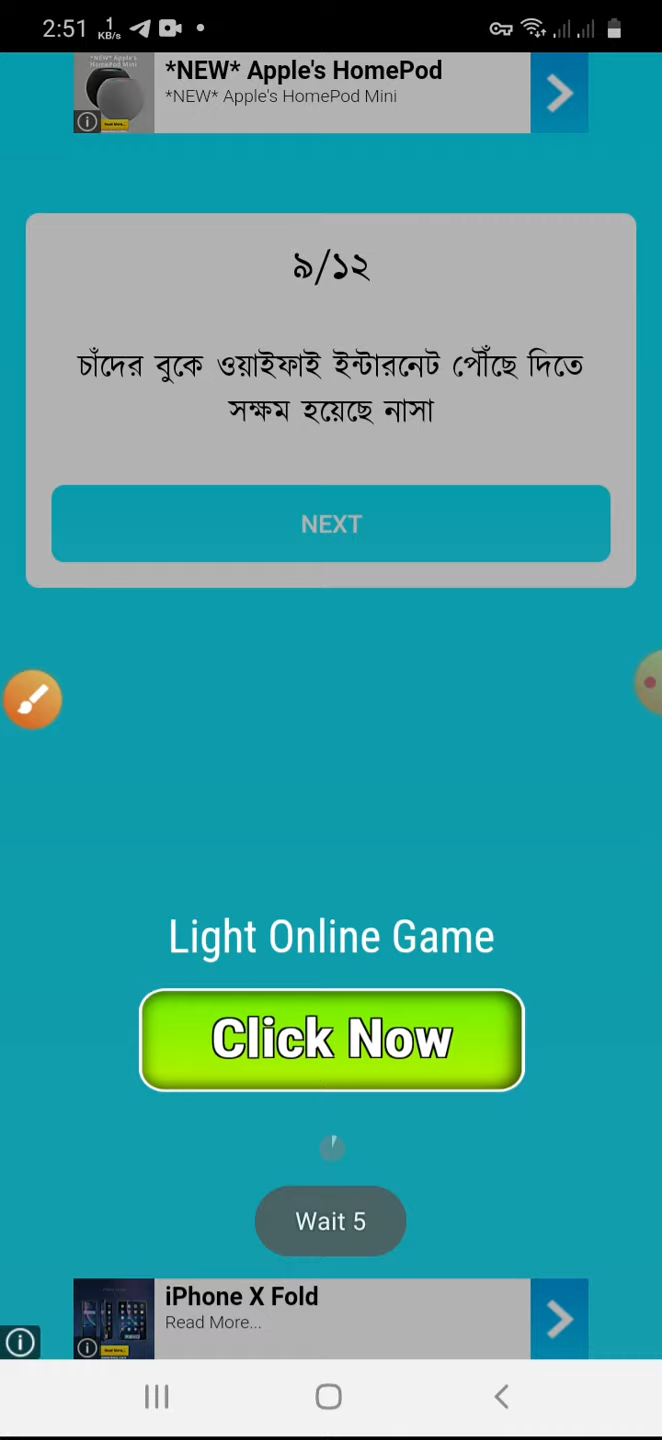 2:51
1
KB/s
*NEW* Apple's HomePod
*NEW* Apple's HomePod Mini
৯/১২
চাঁদের বুকে ওয়াইফাই ইন্টারনেট পৌঁছে দিতে
সক্ষম হয়েছে নাসা
NEXT
Light Online Game
Click Now
Wait 5
iPhone X Fold
Read More...